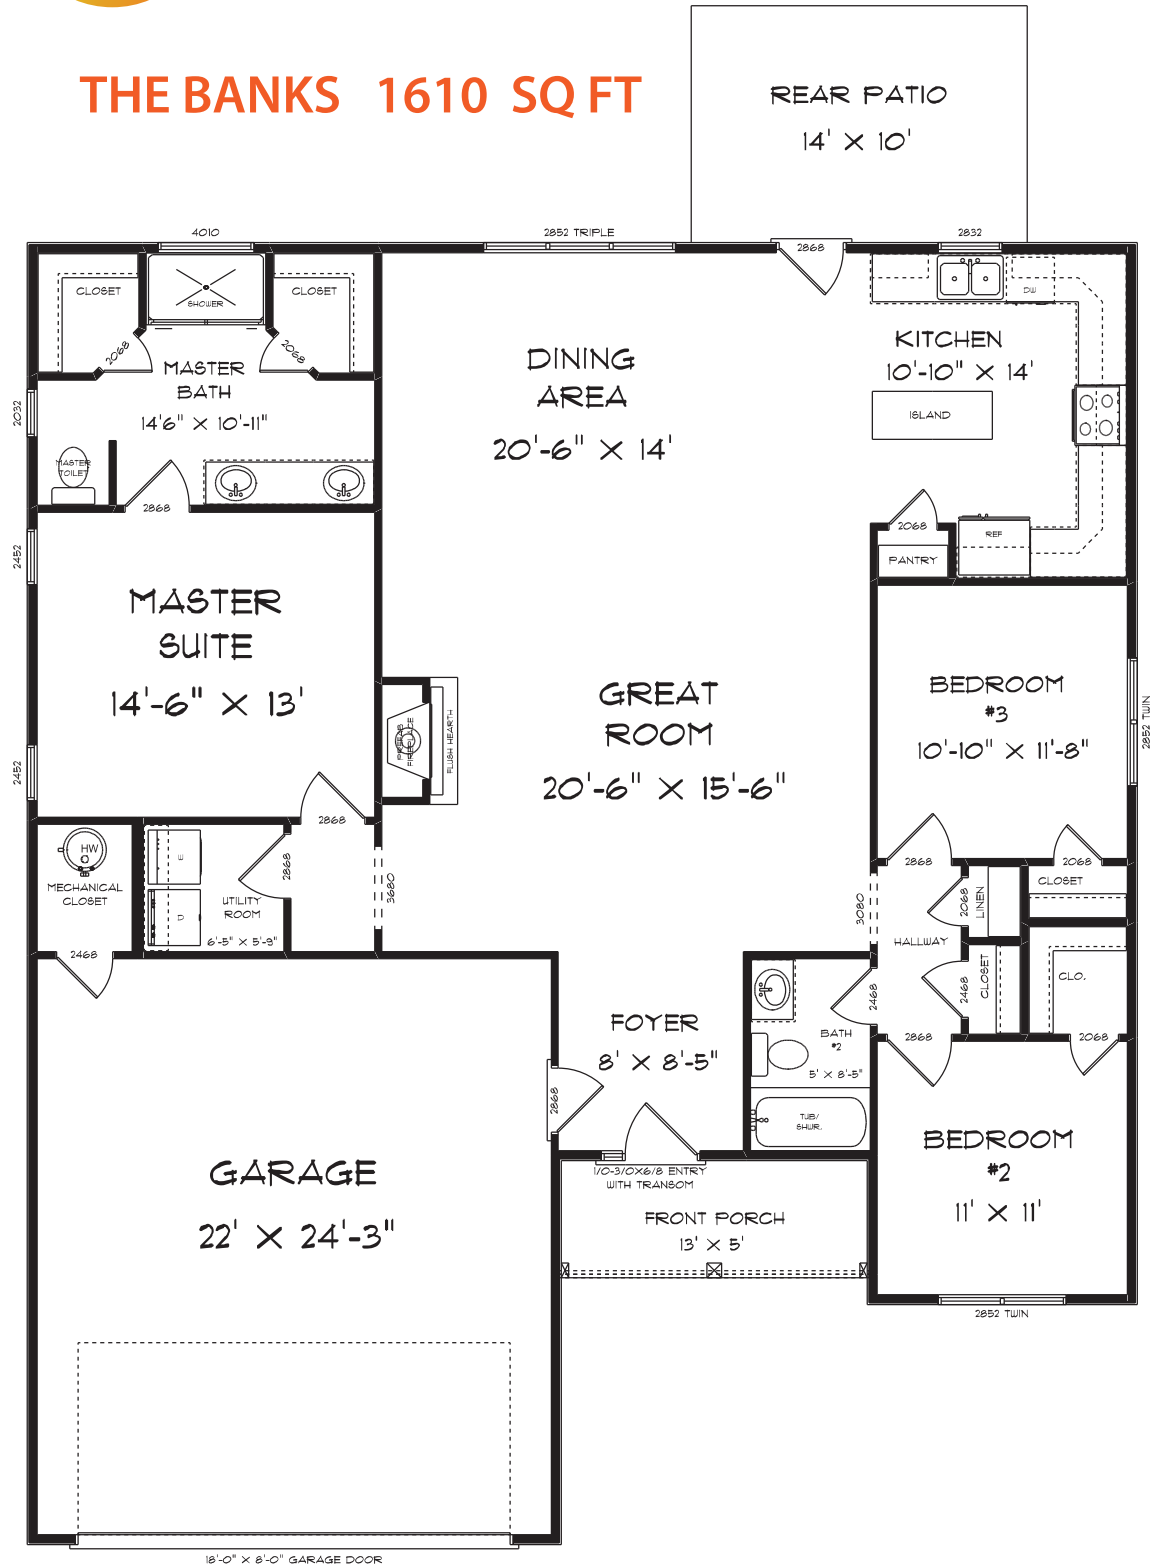 THE BANKS 1610 SQ FT
REAR PATIO
14' X 10'
4010
2852 TRIPLE
2868
2832
CLOSET
SHOWER
CLOSET
DW
2068
2068
MASTER
BATH
14'6" X 10'-11"
2032
DINING
AREA
20'-6" X 14'
KITCHEN
10'-10" X 14'
ISLAND
MASTER
TOILET
2868
2068
REF
PANTRY
2452
MASTER
SUITE
14'-6" X 13'
2452
GREAT
ROOM
20'-6" X 15'-6"
PREFAB
FIREPLACE
FLUSH HEARTH
BEDROOM
#3
10'-10" X 11'-8"
2852 TWIN
2868
2868
2068
HW
MECHANICAL
CLOSET
E
D
2868
UTILITY
ROOM
6'-5" X 5'-9"
3680
3080
2068
LINEN
CLOSET
HALLWAY
2468
CLOSET
2468
2468
CLO.
2868
2068
FOYER
8' X 8'-5"
BATH
#2
5' X 8'-5"
2868
TUB/
SHWR.
BEDROOM
#2
11' X 11'
GARAGE
22' X 24'-3"
1/0-3/0X6/8 ENTRY
WITH TRANSOM
FRONT PORCH
13' X 5'
2852 TWIN
18'-0" X 8'-0" GARAGE DOOR